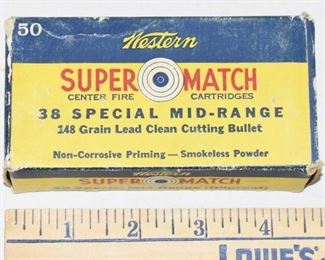 50
Western
SUPER MATCH
CENTER FIRE CARTRIDGES
38 SPECIAL MID-RANGE
148 Grain Lead Clean Cutting Bullet
Non-Corrosive Priming — Smokeless Powder
Western
SUPER MATCH
1 2 3 4
LOWE'S